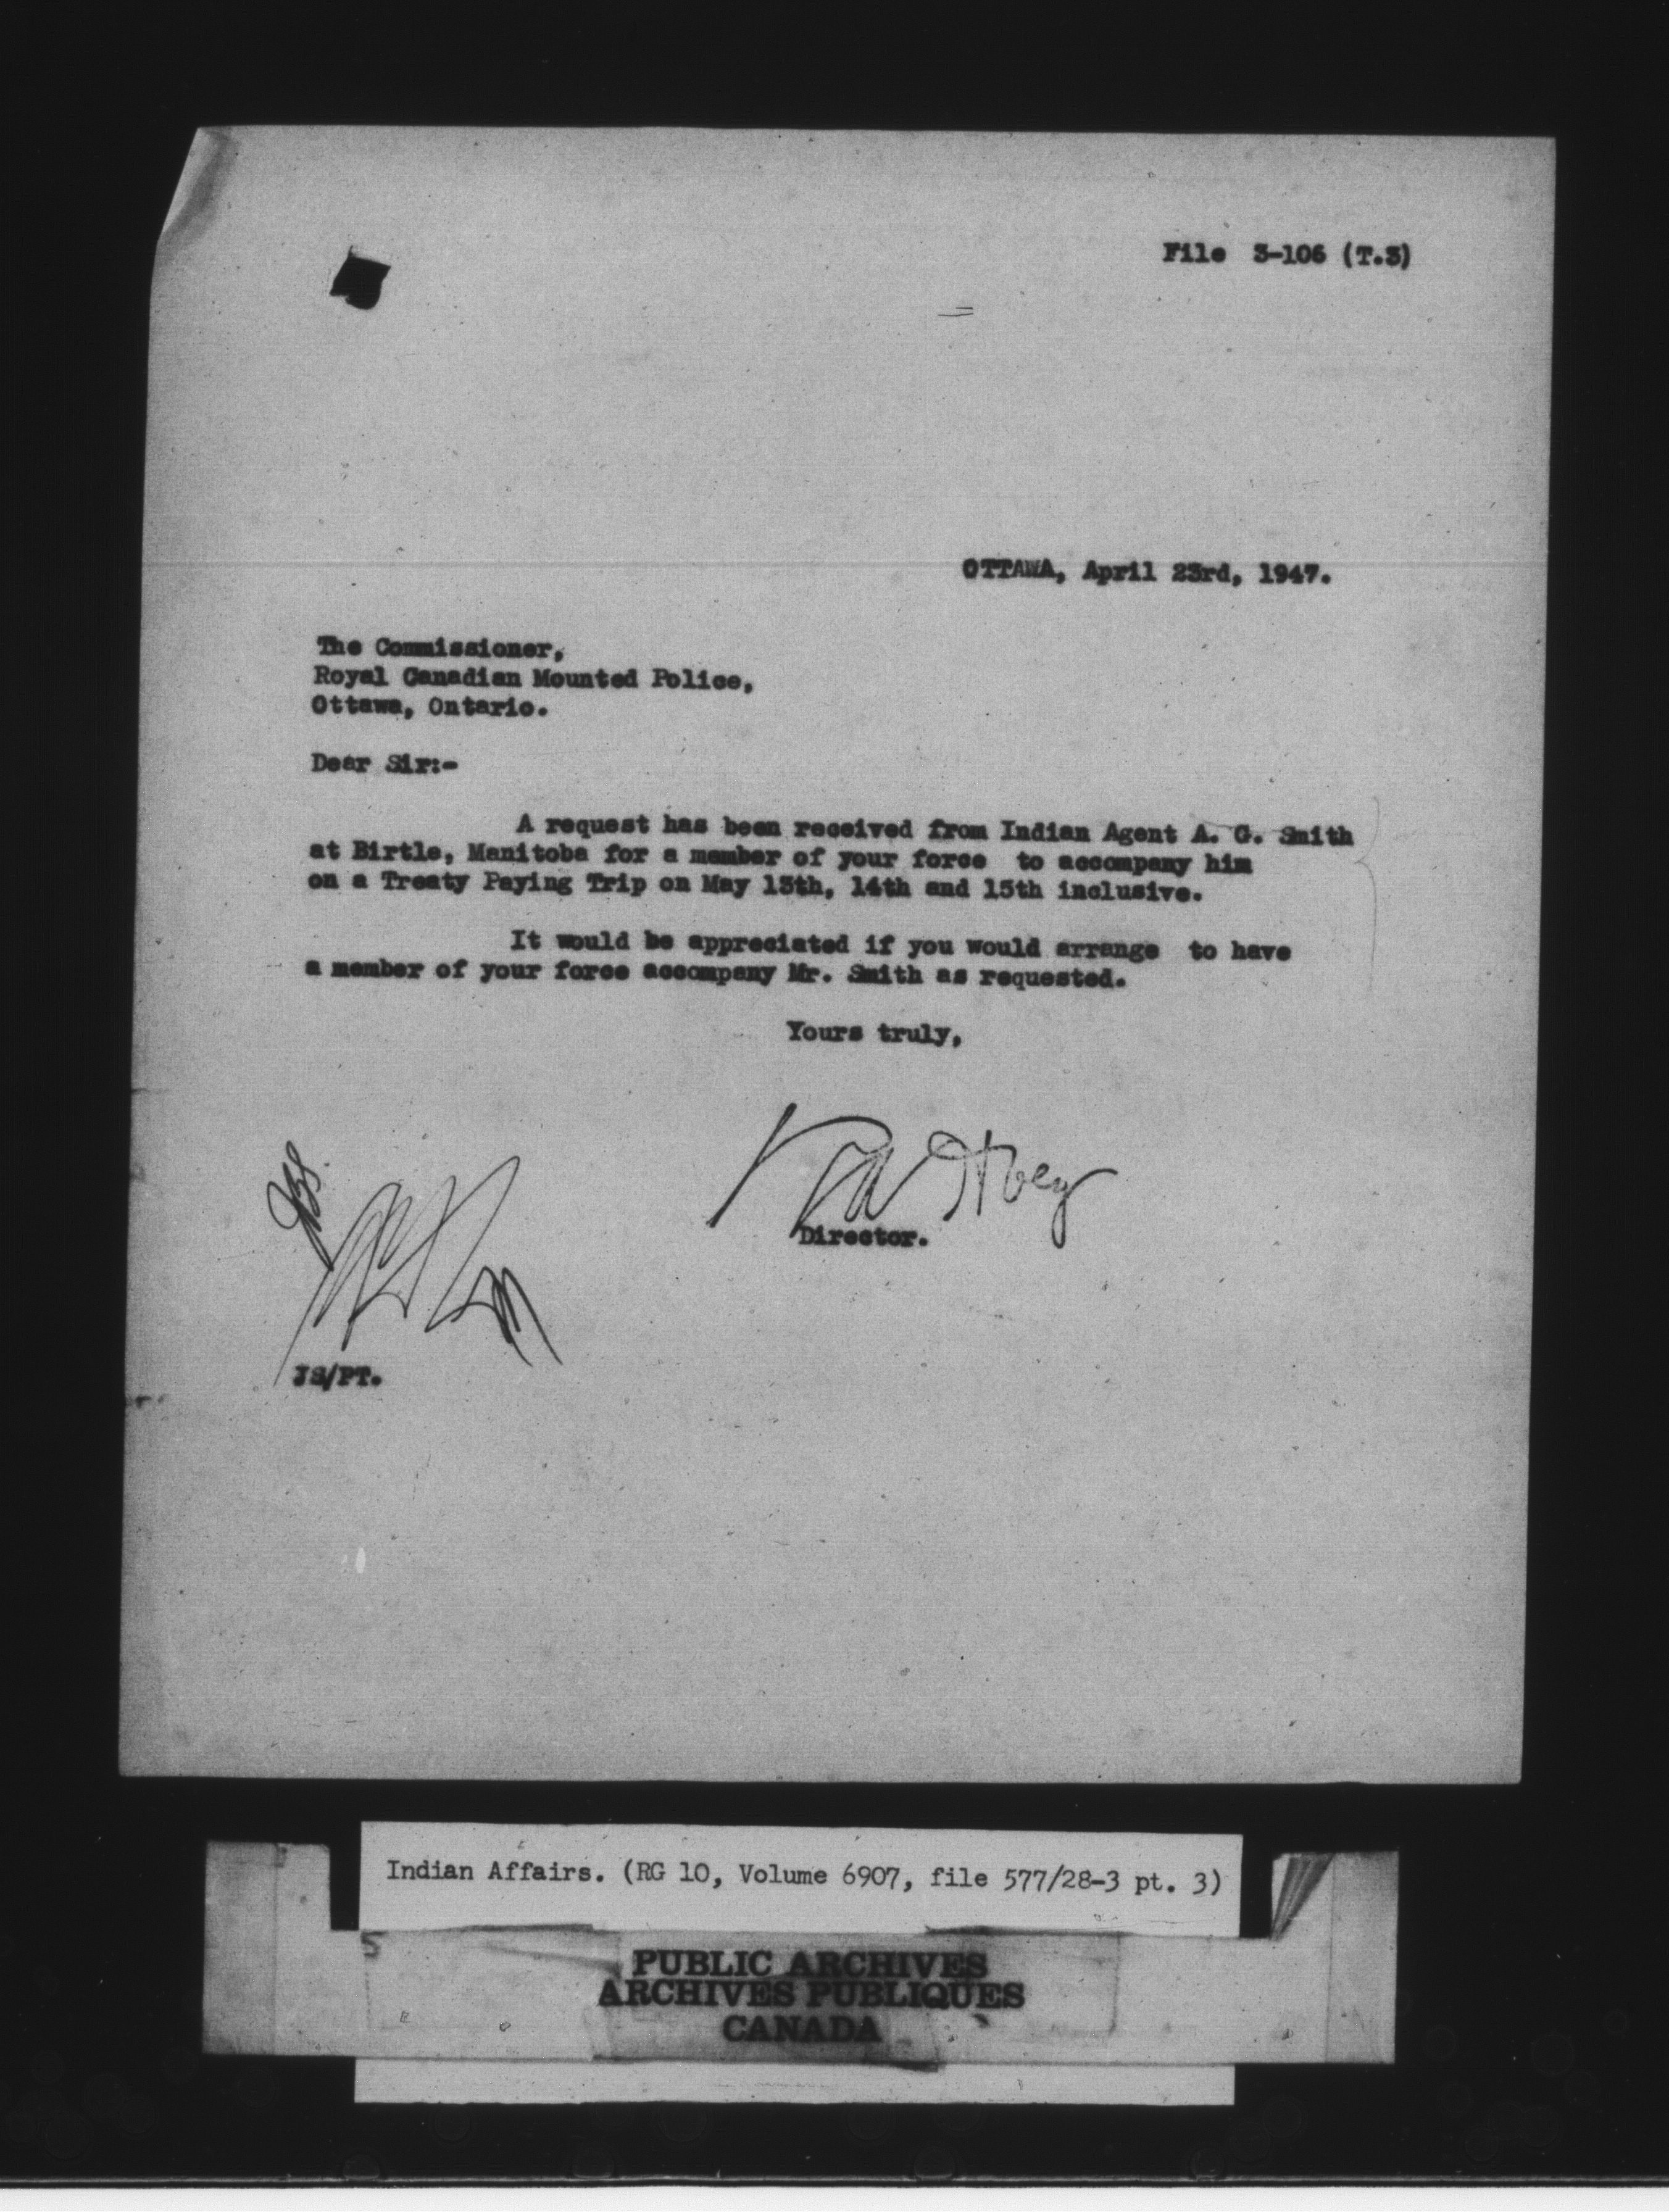 File 3-106 (T.3)
OTTAWA, April 23rd, 1947.
The Commissioner,
Royal Canadian Mounted Police,
Ottawa, Ontario.
Dear Sir:-
A request has been received from Indian Agent A. G. Smith
at Birtle, Manitoba for a member of your force to accompany him
on a Treaty Paying Trip on May 13th, 14th and 15th inclusive.
It would be appreciated if you would arrange to have
a member of your force accompany Mr. Smith as requested.
Yours truly,
Hoey
Director.
JS/PT.
Indian Affairs. (RG 10, Volume 6907, file 577/28-3 pt. 3)
PUBLIC ARCHIVES
ARCHIVES PUBLIQUES
CANADA